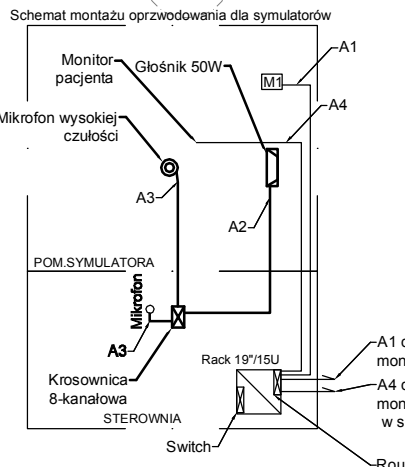 Schemat montażu oprzwodowania dla symulatorów
Monitor
pacjenta
Głośnik 50W
M1
A1
A4
Mikrofon wysokiej
czułości
A3
A2
POM.SYMULATORA
Mikrofon
A3
Krosownica
8-kanałowa
Rack 19"/15U
STEROWNIA
Switch
A1
mon
A4
mon
w s
Rou